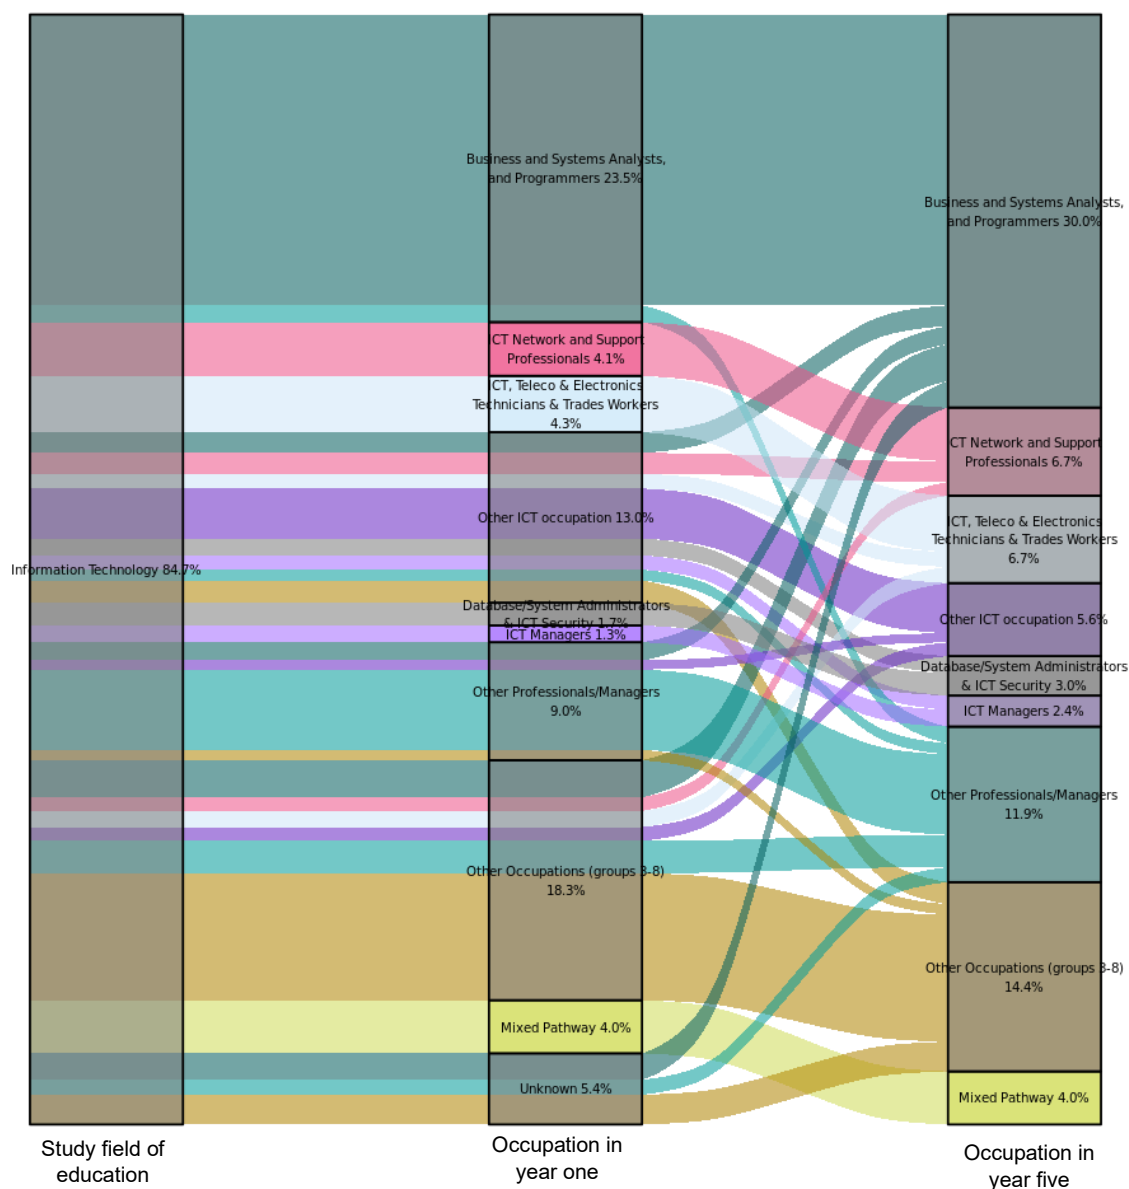 Information Technology 84.7%
Study field of
education
Business and Systems Analysts,
and Programmers 23.5%
ICT Network and Support
Professionals 4.1%
ICT, Teleco & Electronics
Technicians & Trades Workers
4.3%
Other ICT occupation 13.0%
Database/System Administrators
& ICT Security 1.7%
ICT Managers 1.3%
Other Professionals/Managers
9.0%
Other Occupations (groups 3-8)
18.3%
Mixed Pathway 4.0%
Unknown 5.4%
Occupation in
year one
Business and Systems Analysts,
and Programmers 30.0%
ICT Network and Support
Professionals 6.7%
ICT, Teleco & Electronics
Technicians & Trades Workers
6.7%
Other ICT occupation 5.6%
Database/System Administrators
& ICT Security 3.0%
ICT Managers 2.4%
Other Professionals/Managers
11.9%
Other Occupations (groups 3-8)
14.4%
Mixed Pathway 4.0%
Occupation in
year five